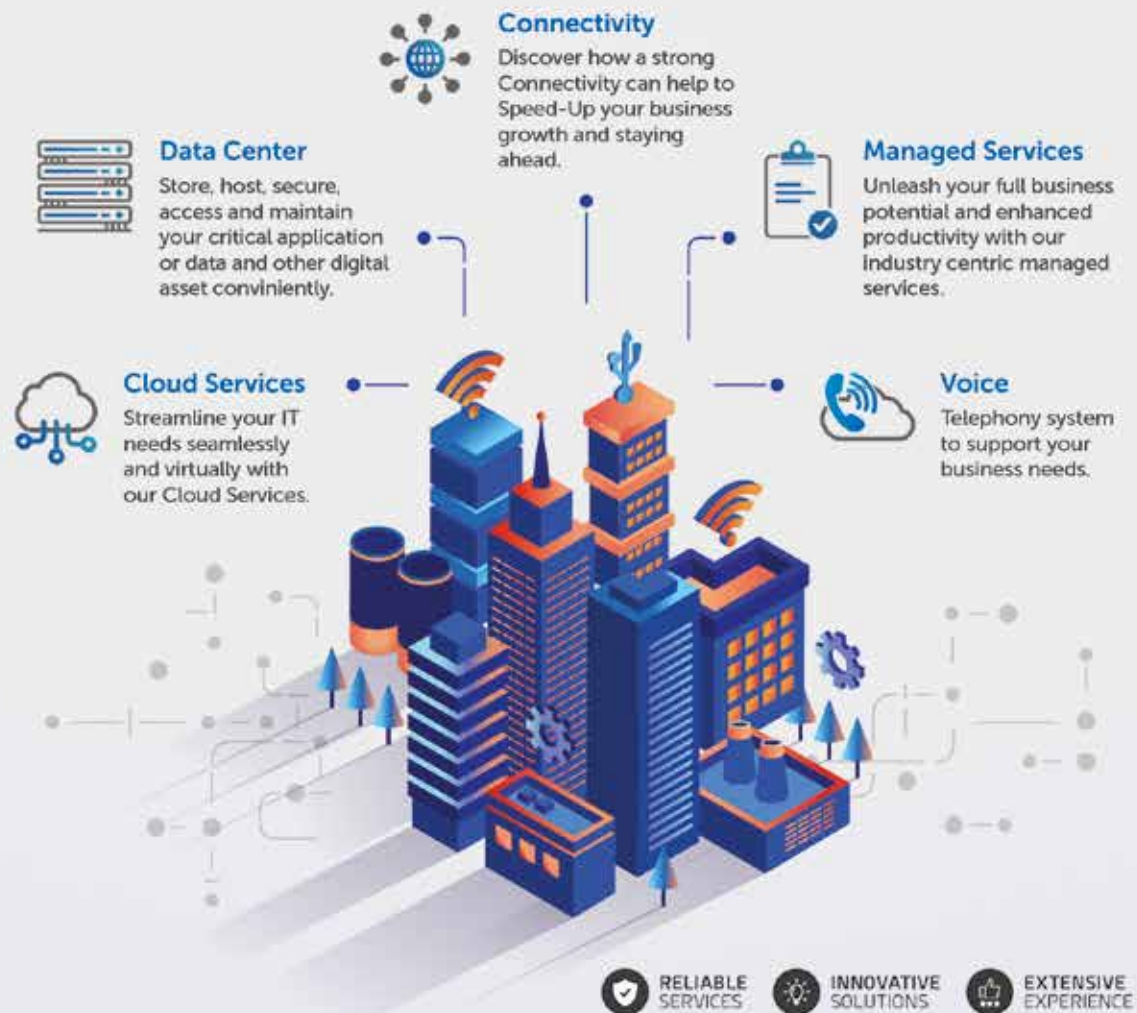 Connectivity
Discover how a strong
Connectivity can help to
Speed-Up your business
growth and staying
ahead.
Data Center
Store, host, secure,
access and maintain
your critical application
or data and other digital
asset conviniently.
Managed Services
Unleash your full business
potential and enhanced
productivity with our
industry centric managed
services.
Cloud Services
Streamline your IT
needs seamlessly
and virtually with
our Cloud Services.
Voice
Telephony system
to support your
business needs.
RELIABLE
SERVICES
INNOVATIVE
SOLUTIONS
EXTENSIVE
EXPERIENCE